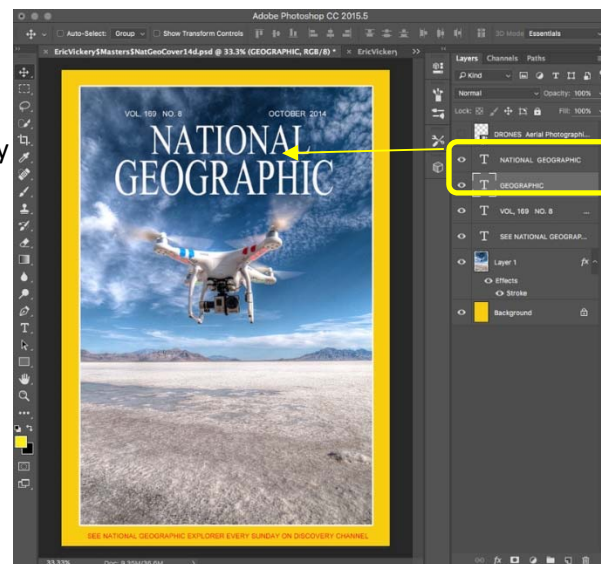 Adobe Photoshop CC 2015.5
Auto-Select: Group Show Transform Controls 3D Mode Essentials
EricVickery$Masters$NatGeoCover14d.psd @ 33.3% (GEOGRAPHIC, RGB/8) * EricVickery
y
VOL. 169 NO. 8 OCTOBER 2014
NATIONAL
GEOGRAPHIC
SEE NATIONAL GEOGRAPHIC EXPLORER EVERY SUNDAY ON DISCOVERY CHANNEL
Layers Channels Paths
Kind
Normal Opacity: 100%
Lock: Fill: 100%
DRONES Aerial Photographi...
T NATIONAL GEOGRAPHIC
T GEOGRAPHIC
T VOL, 169 NO. 8 ...
T SEE NATIONAL GEOGRAP...
Layer 1 fx
Effects
Stroke
Background
33.33%
fx